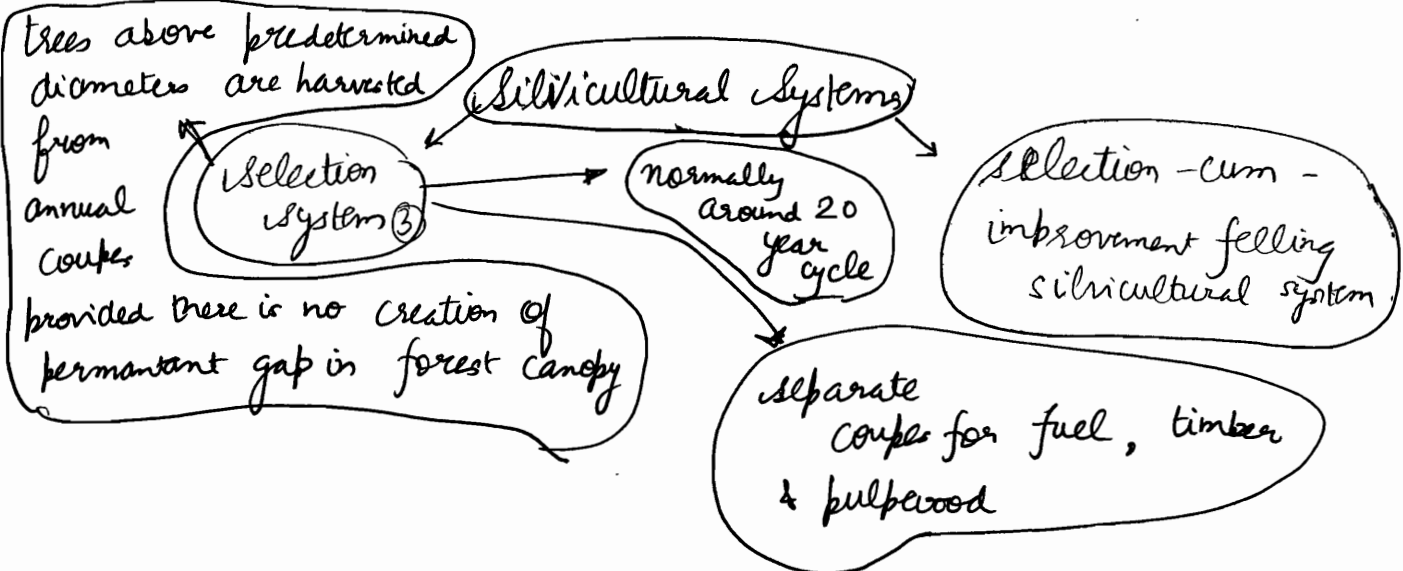 Silvicultural Systems
selection
system ③
trees above predetermined
diameters are harvested
from
annual
coupes
provided there is no creation of
permantant gap in forest canopy
normally
around 20
year
cycle
separate
coupes for fuel, timber
& pulpwood
selection-cum-
improvement felling
silvicultural system